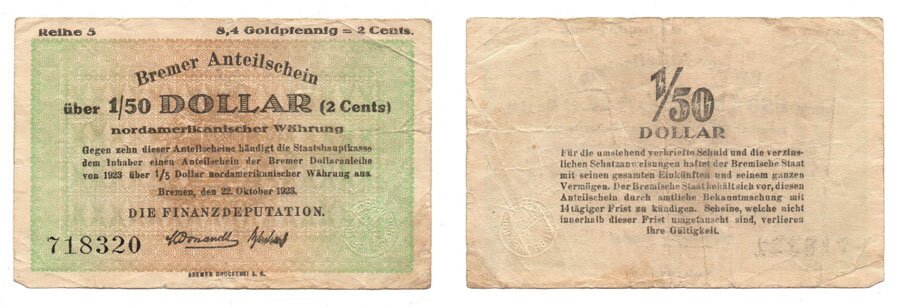 Reihe 5 8,4 Goldpfennig = 2 Cents.
Bremer Anteilschein
über 1/50 DOLLAR (2 Cents)
nordamerikanischer Währung
Gegen zehn dieser Anteilscheine händigt die Staatshauptkasse
dem Inhaber einen Anteilschein der Bremer Dollaranleihe
von 1923 über 1/5 Dollar nordamerikanischer Währung aus.
Bremen, den 22. Oktober 1923.
DIE FINANZDEPUTATION.
718320
BREMER DRUCKEREI A. G.
1/50
DOLLAR
Für die umstehend verbriefte Schuld und die verzins-
lichen Schatzanweisungen haftet der Bremische Staat
mit seinen gesamten Einkünften und seinem ganzen
Vermögen. Der Bremische Staat behält sich vor, diesen
Anteilschein durch amtliche Bekanntmachung mit
14tägiger Frist zu kündigen. Scheine, welche nicht
innerhalb dieser Frist umgetauscht sind, verlieren
ihre Gültigkeit.